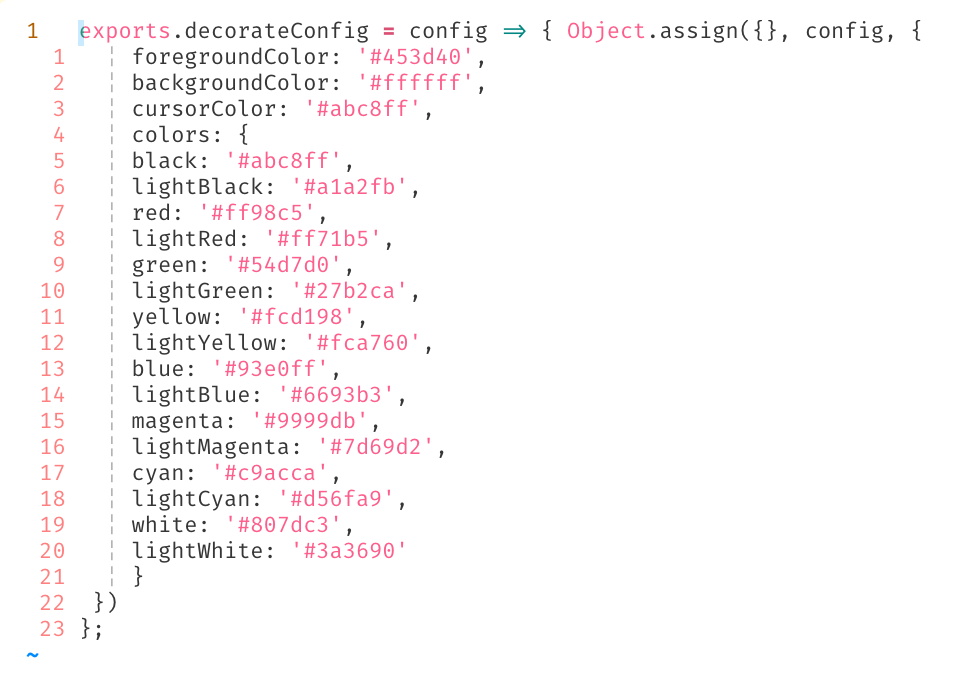 1 exports.decorateConfig = config => { Object.assign({}, config, {
1 foregroundColor: '#453d40',
2 backgroundColor: '#ffffff',
3 cursorColor: '#abc8ff',
4 colors: {
5 black: '#abc8ff',
6 lightBlack: '#a1a2fb',
7 red: '#ff98c5',
8 lightRed: '#ff71b5',
9 green: '#54d7d0',
10 lightGreen: '#27b2ca',
11 yellow: '#fcd198',
12 lightYellow: '#fca760',
13 blue: '#93e0ff',
14 lightBlue: '#6693b3',
15 magenta: '#9999db',
16 lightMagenta: '#7d69d2',
17 cyan: '#c9acca',
18 lightCyan: '#d56fa9',
19 white: '#807dc3',
20 lightWhite: '#3a3690'
21 }
22 })
23 };
~